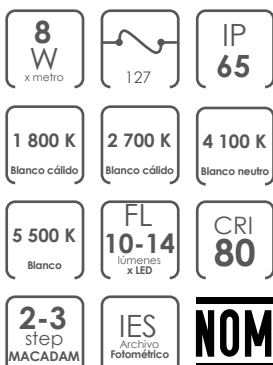 8
W
x metro
127
IP
65
1 800 K
Blanco cálido
2 700 K
Blanco cálido
4 100 K
Blanco neutro
5 500 K
Blanco
FL
10-14
lúmenes
x LED
CRI
80
2-3
step
MACADAM
IES
Archivo
Fotométrico
NOM